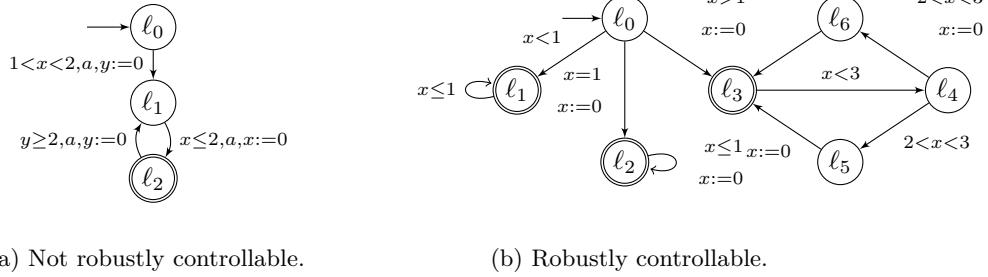 ℓ0
1<x<2,a,y:=0
ℓ1
y≥2,a,y:=0
x≤2,a,x:=0
ℓ2
a) Not robustly controllable.
ℓ0
x:=0
ℓ6
x:=0
x<1
x≤1
ℓ1
x=1
x:=0
ℓ3
x<3
ℓ4
ℓ2
x≤1
x:=0
x:=0
ℓ5
2<x<3
(b) Robustly controllable.